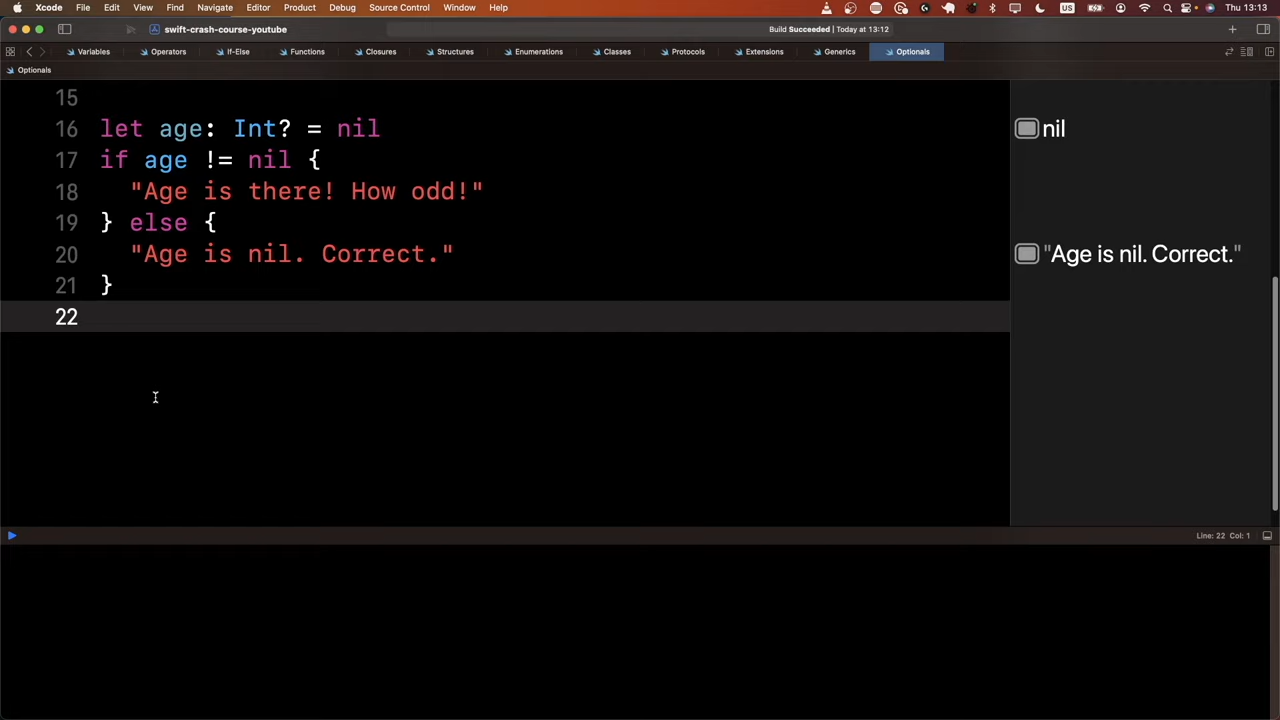 Xcode File Edit View Find Navigate Editor Product Debug Source Control Window Help US Thu 13:13
swift-crash-course-youtube Build Succeeded | Today at 13:12
Variables Operators If-Else Functions Closures Structures Enumerations Classes Protocols Extensions Generics Optionals
Optionals
15
16 let age: Int? = nil nil
17 if age != nil {
18 "Age is there! How odd!"
19 } else {
20 "Age is nil. Correct." "Age is nil. Correct."
21 }
22
Line: 22 Col: 1